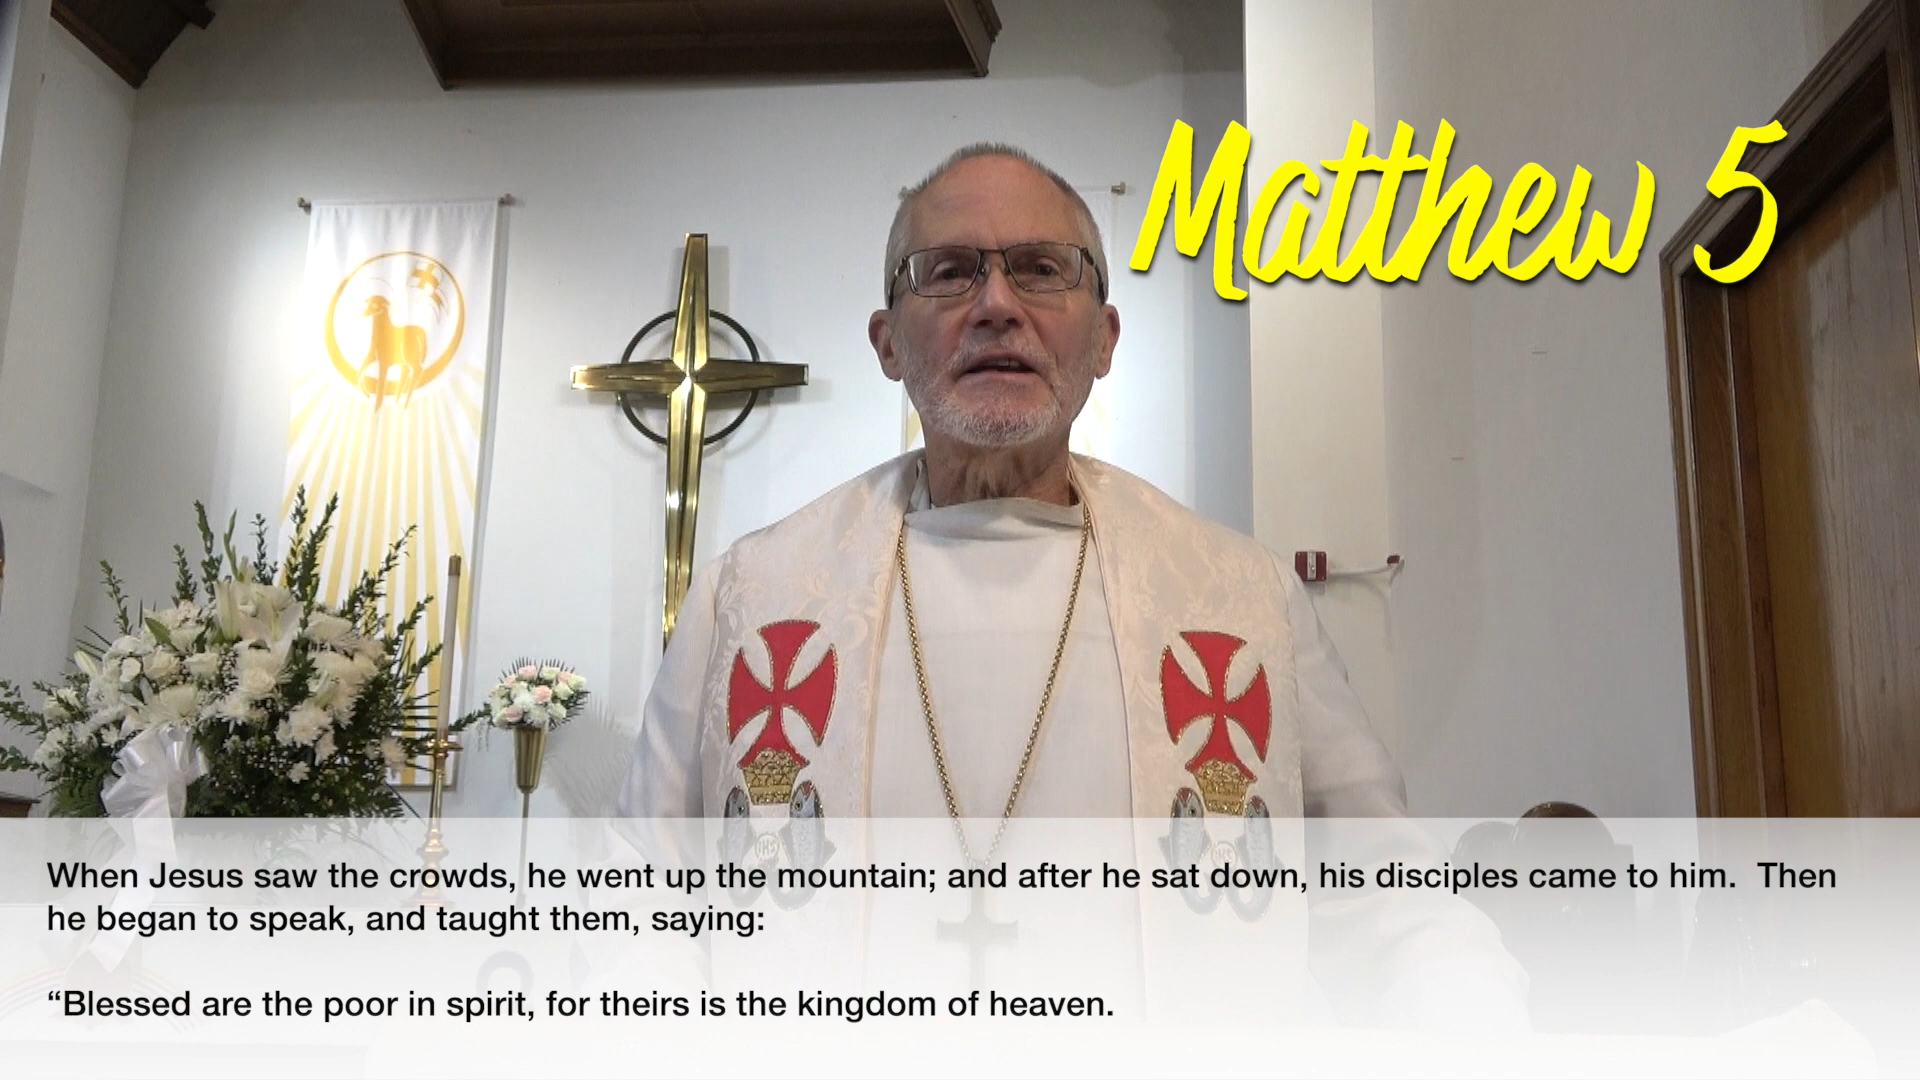 Matthew 5
When Jesus saw the crowds, he went up the mountain; and after he sat down, his disciples came to him.  Then
he began to speak, and taught them, saying:
“Blessed are the poor in spirit, for theirs is the kingdom of heaven.